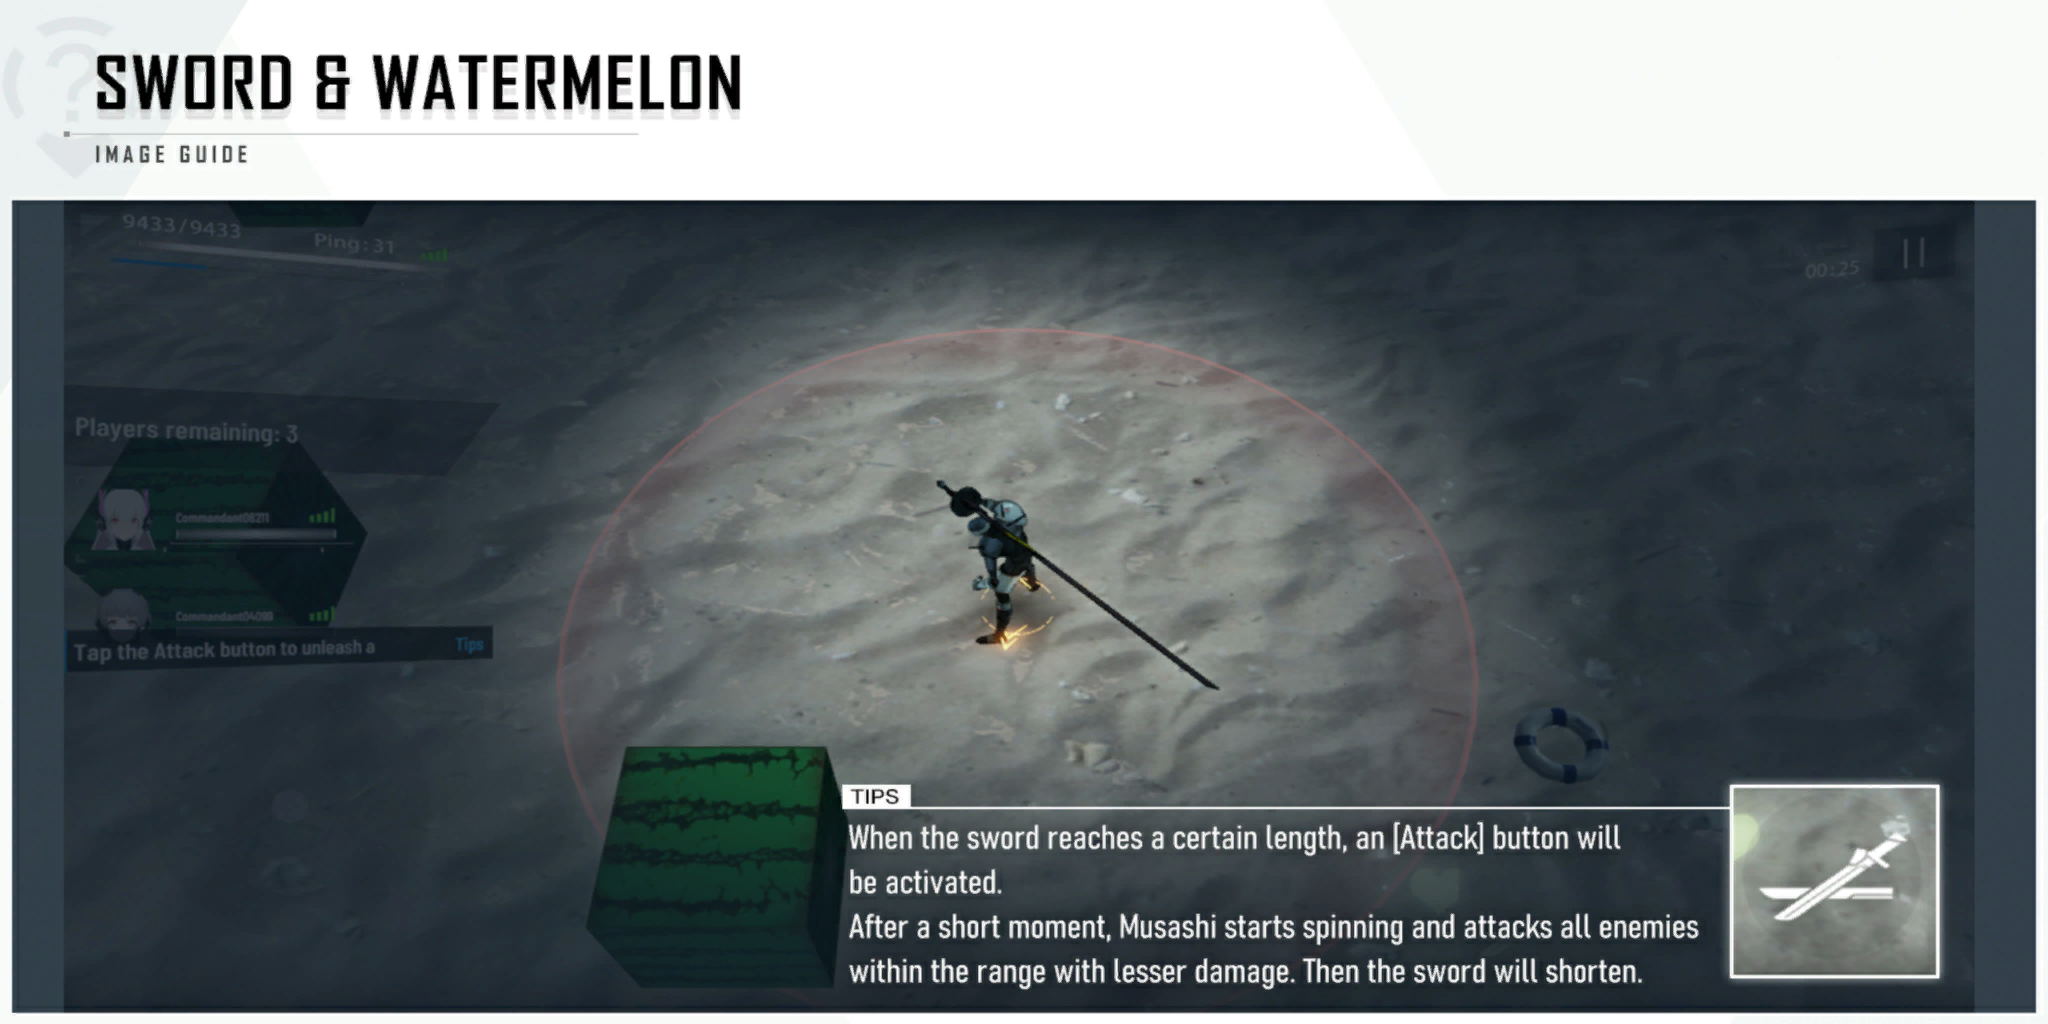 SWORD & WATERMELON
IMAGE GUIDE
9433/9433
Ping:31
00:25
Players remaining: 3
Commandant06211
Commandant04099
Tap the Attack button to unleash a
Tips
TIPS
When the sword reaches a certain length, an [Attack] button will
be activated.
After a short moment, Musashi starts spinning and attacks all enemies
within the range with lesser damage. Then the sword will shorten.